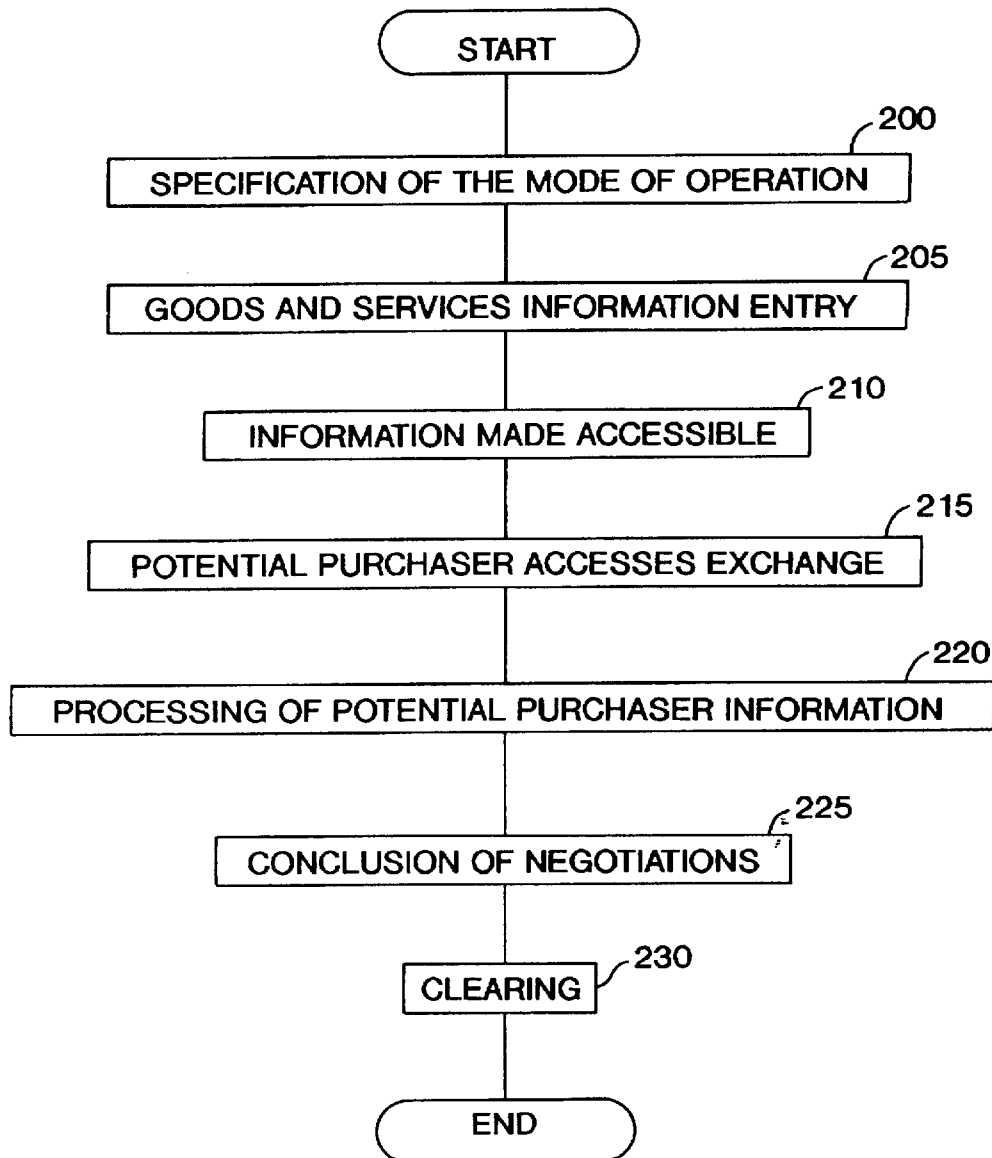 START
200
SPECIFICATION OF THE MODE OF OPERATION
205
GOODS AND SERVICES INFORMATION ENTRY
210
INFORMATION MADE ACCESSIBLE
215
POTENTIAL PURCHASER ACCESSES EXCHANGE
220
PROCESSING OF POTENTIAL PURCHASER INFORMATION
225
CONCLUSION OF NEGOTIATIONS
230
CLEARING
END